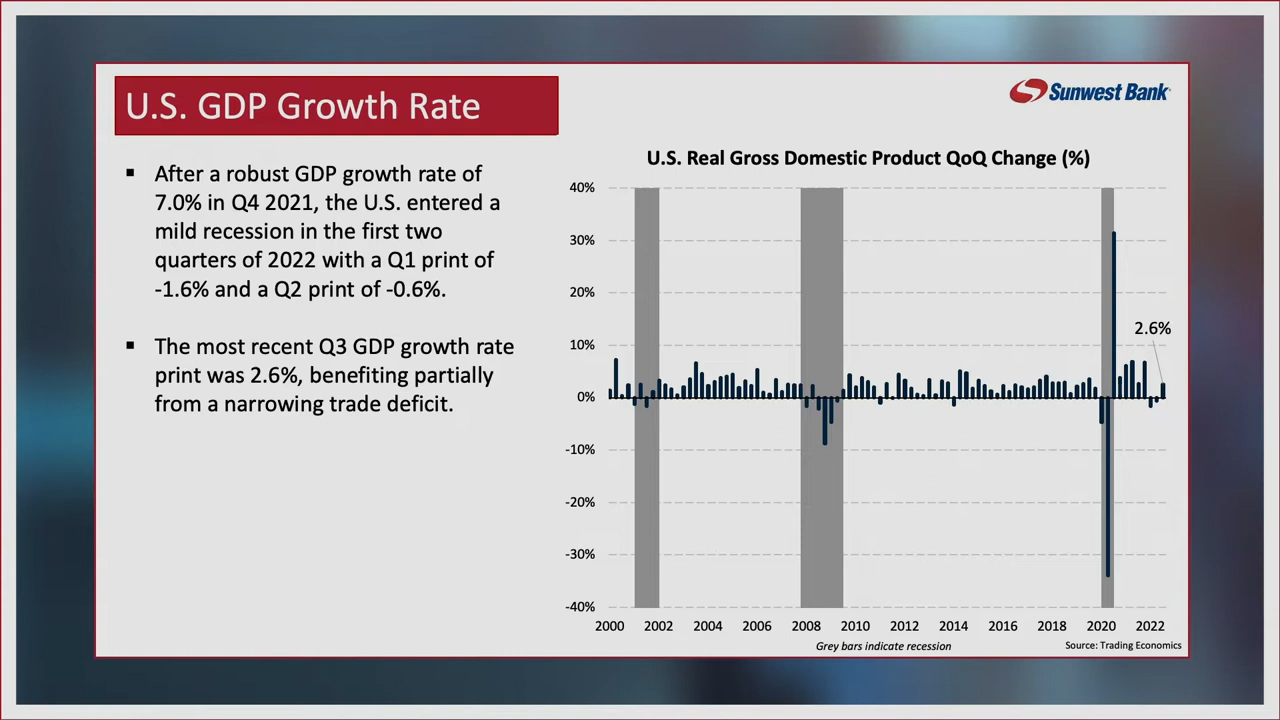 U.S. GDP Growth Rate
Sunwest Bank
▪ After a robust GDP growth rate of
7.0% in Q4 2021, the U.S. entered a
mild recession in the first two
quarters of 2022 with a Q1 print of
-1.6% and a Q2 print of -0.6%.
▪ The most recent Q3 GDP growth rate
print was 2.6%, benefiting partially
from a narrowing trade deficit.
U.S. Real Gross Domestic Product QoQ Change (%)
40%
30%
20%
10%
0%
-10%
-20%
-30%
-40%
2.6%
2000 2002 2004 2006 2008 2010 2012 2014 2016 2018 2020 2022
Grey bars indicate recession
Source: Trading Economics